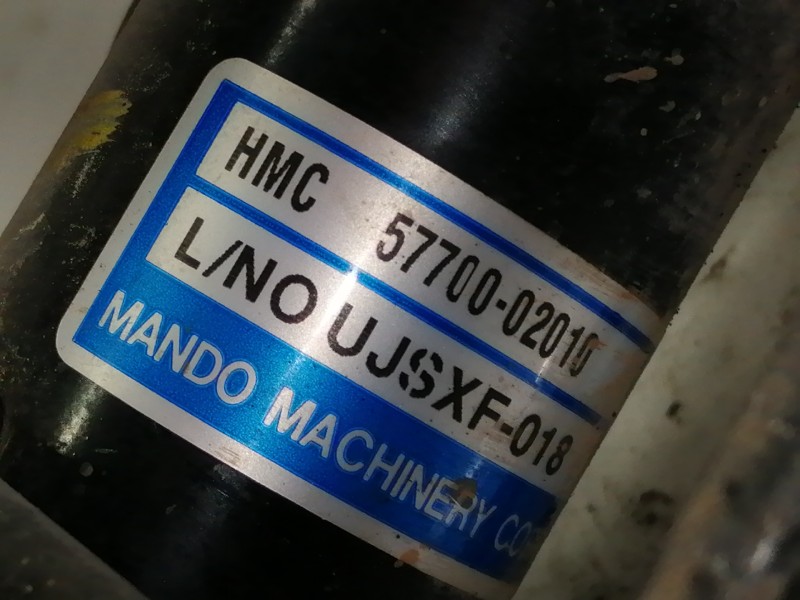 HMC 57700-02010
L/NO UJSXF-018
MANDO MACHINERY